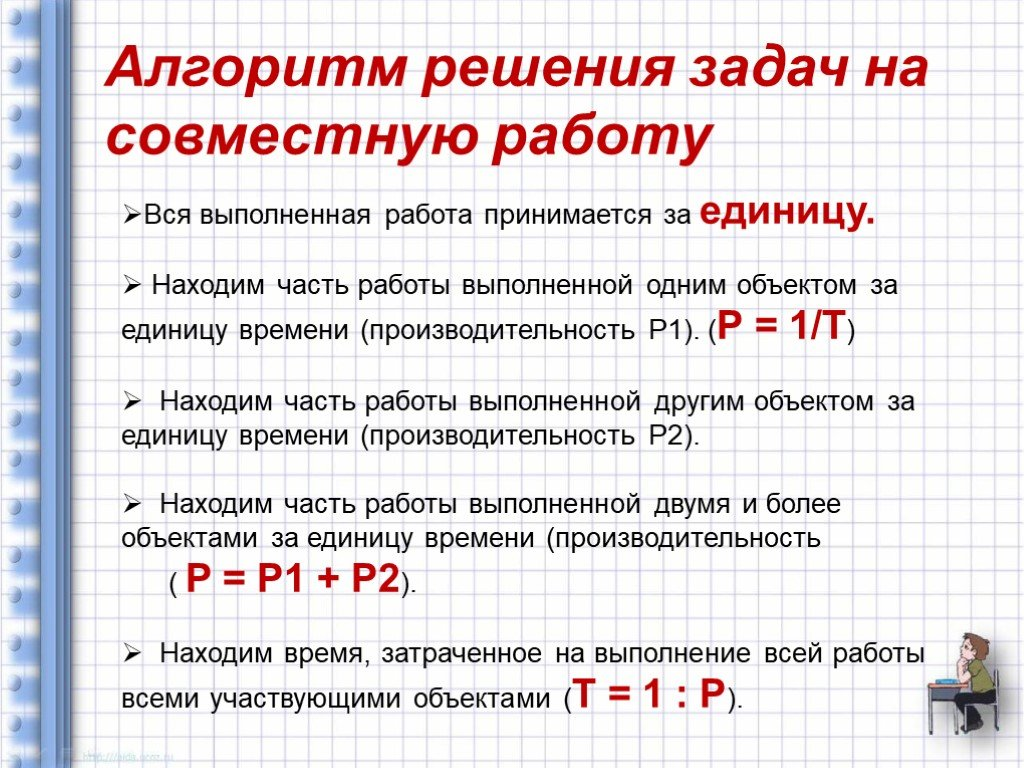 Алгоритм решения задач на
совместную работу
➢Вся выполненная работа принимается за единицу.
➢ Находим часть работы выполненной одним объектом за
единицу времени (производительность Р1). (Р = 1/Т)
➢ Находим часть работы выполненной другим объектом за
единицу времени (производительность Р2).
➢ Находим часть работы выполненной двумя и более
объектами за единицу времени (производительность
( Р = Р1 + Р2).
➢ Находим время, затраченное на выполнение всей работы
всеми участвующими объектами (Т = 1 : Р).